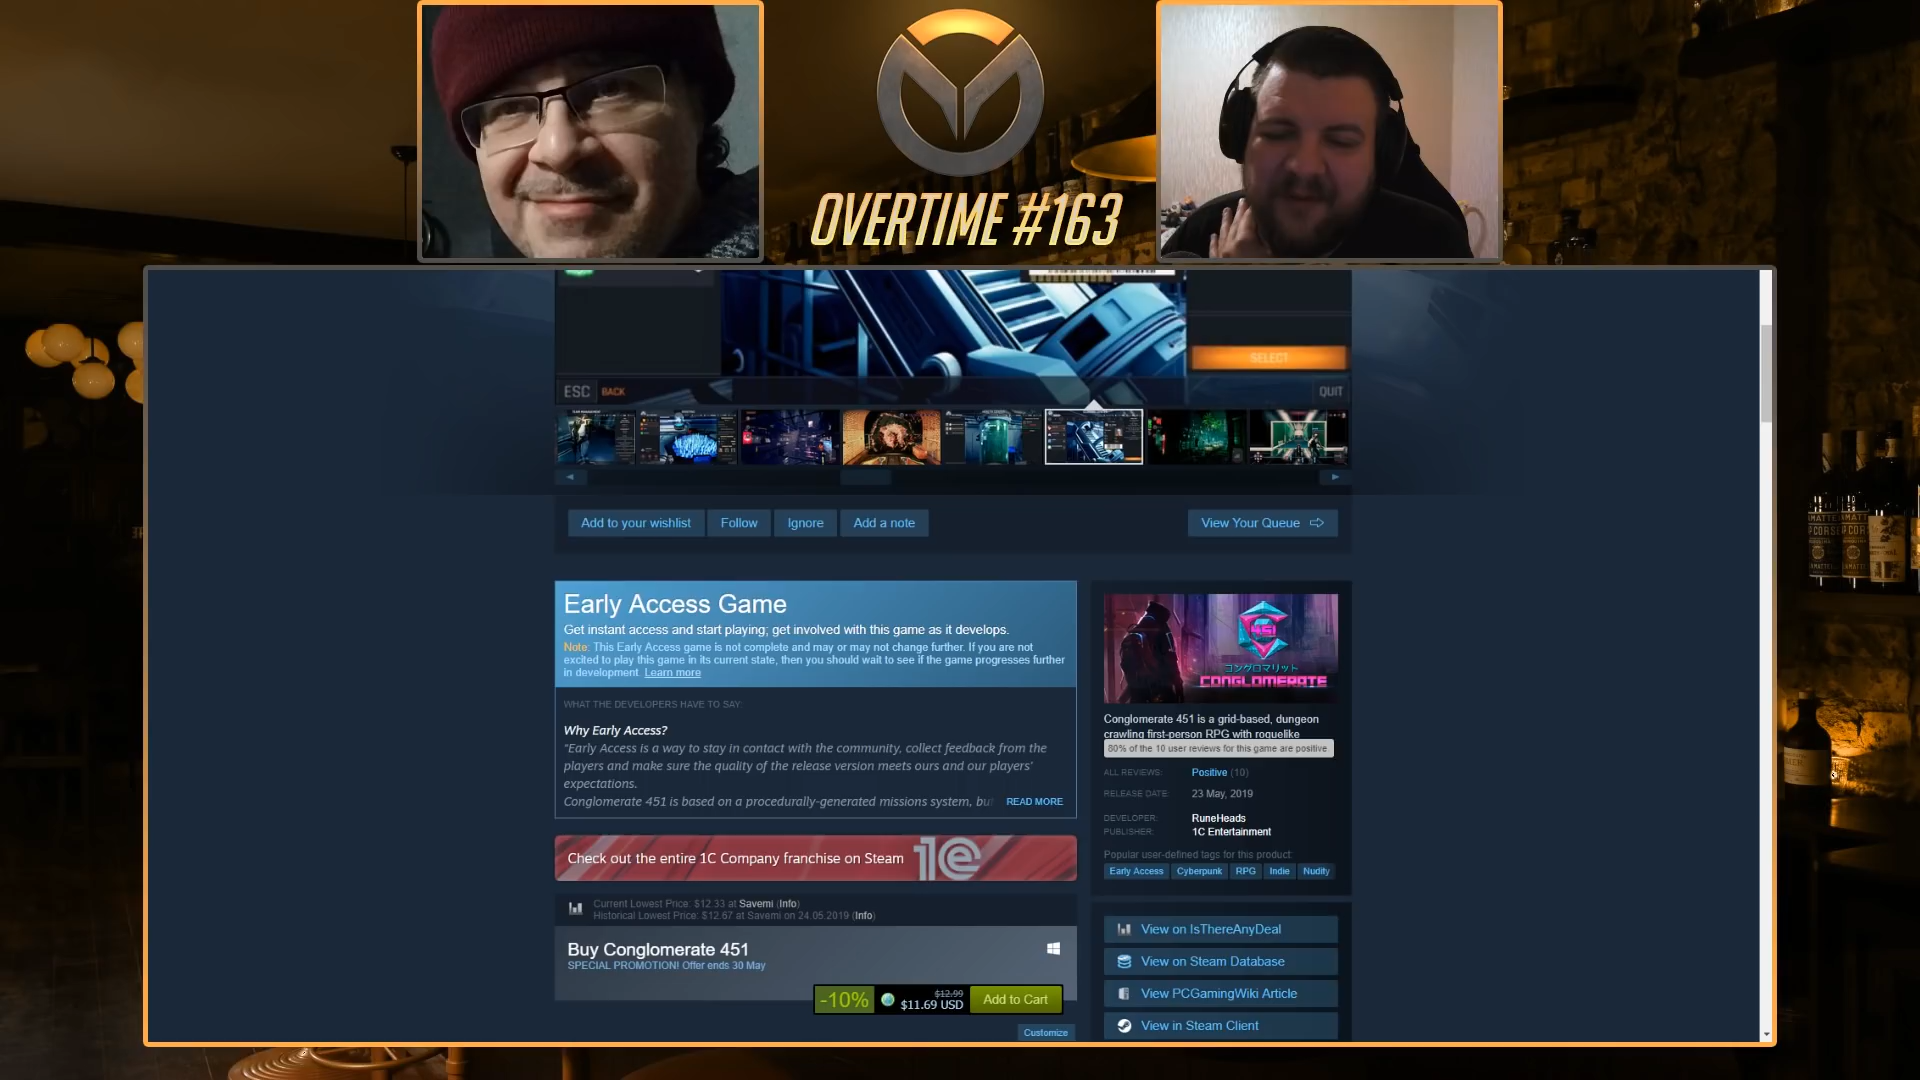 OVERTIME #163
SELECT
ESC BACK
QUIT
Add to your wishlist
Follow
Ignore
Add a note
View Your Queue
Early Access Game
Get instant access and start playing; get involved with this game as it develops.
Note: This Early Access game is not complete and may or may not change further. If you are not
excited to play this game in its current state, then you should wait to see if the game progresses further
in development. Learn more
WHAT THE DEVELOPERS HAVE TO SAY:
Why Early Access?
“Early Access is a way to stay in contact with the community, collect feedback from the
players and make sure the quality of the release version meets ours and our players'
expectations.
Conglomerate 451 is based on a procedurally-generated missions system, bu
READ MORE
Check out the entire 1C Company franchise on Steam
1C
Current Lowest Price: $12.33 at Savemi (Info)
Historical Lowest Price: $12.67 at Savemi on 24.05.2019 (Info)
Buy Conglomerate 451
SPECIAL PROMOTION! Offer ends 30 May
-10%
$12.99
$11.69 USD
Add to Cart
Customize
451
コングロマリット
CONGLOMERATE
Conglomerate 451 is a grid-based, dungeon
crawling first-person RPG with roguelike
80% of the 10 user reviews for this game are positive.
ALL REVIEWS: Positive (10)
RELEASE DATE: 23 May, 2019
DEVELOPER: RuneHeads
PUBLISHER: 1C Entertainment
Popular user-defined tags for this product:
Early Access
Cyberpunk
RPG
Indie
Nudity
View on IsThereAnyDeal
View on Steam Database
View PCGamingWiki Article
View in Steam Client